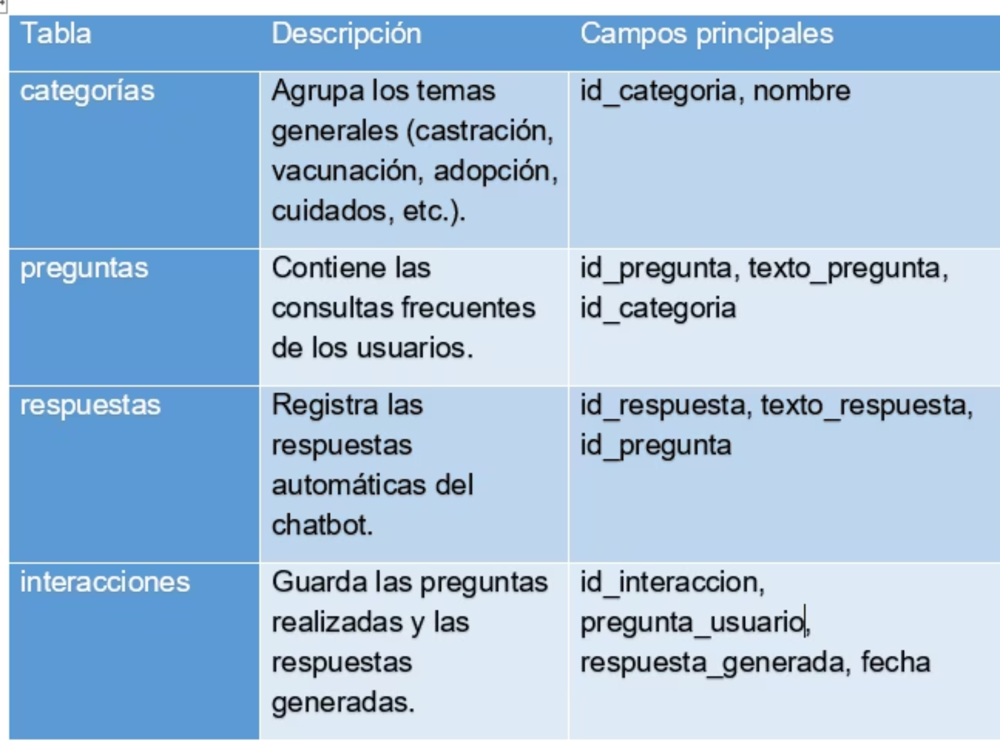 Tabla
Descripción
Campos principales
categorías
Agrupa los temas
generales (castración,
vacunación, adopción,
cuidados, etc.).
id_categoria, nombre
preguntas
Contiene las
consultas frecuentes
de los usuarios.
id_pregunta, texto_pregunta,
id_categoria
respuestas
Registra las
respuestas
automáticas del
chatbot.
id_respuesta, texto_respuesta,
id_pregunta
interacciones
Guarda las preguntas
realizadas y las
respuestas
generadas.
id_interaccion,
pregunta_usuario,
respuesta_generada, fecha